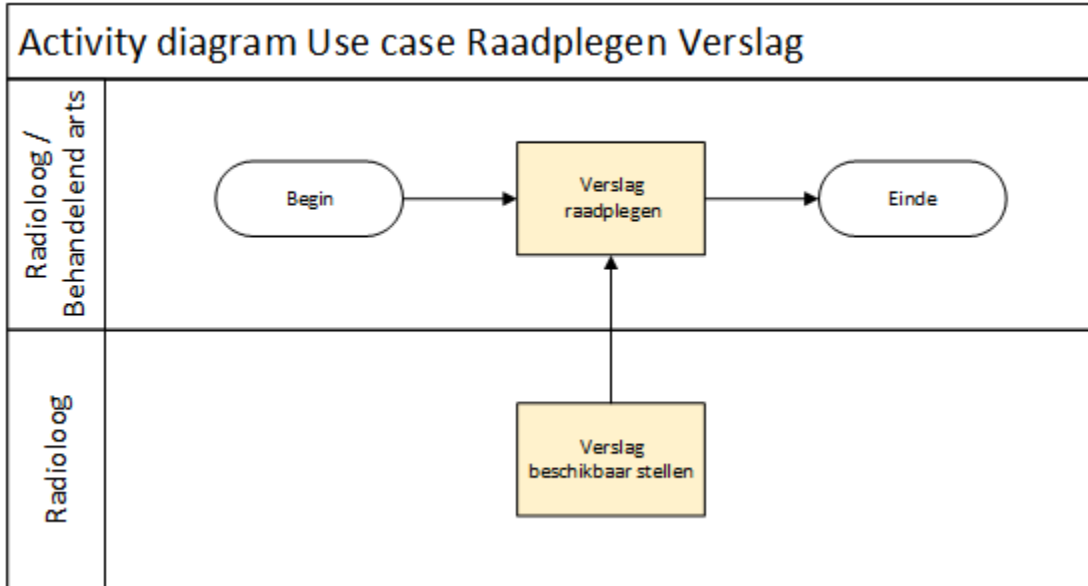 Activity diagram Use case Raadplegen Verslag
Radioloog /
Behandelend arts
Begin
Verslag
raadplegen
Einde
Radioloog
Verslag
beschikbaar stellen